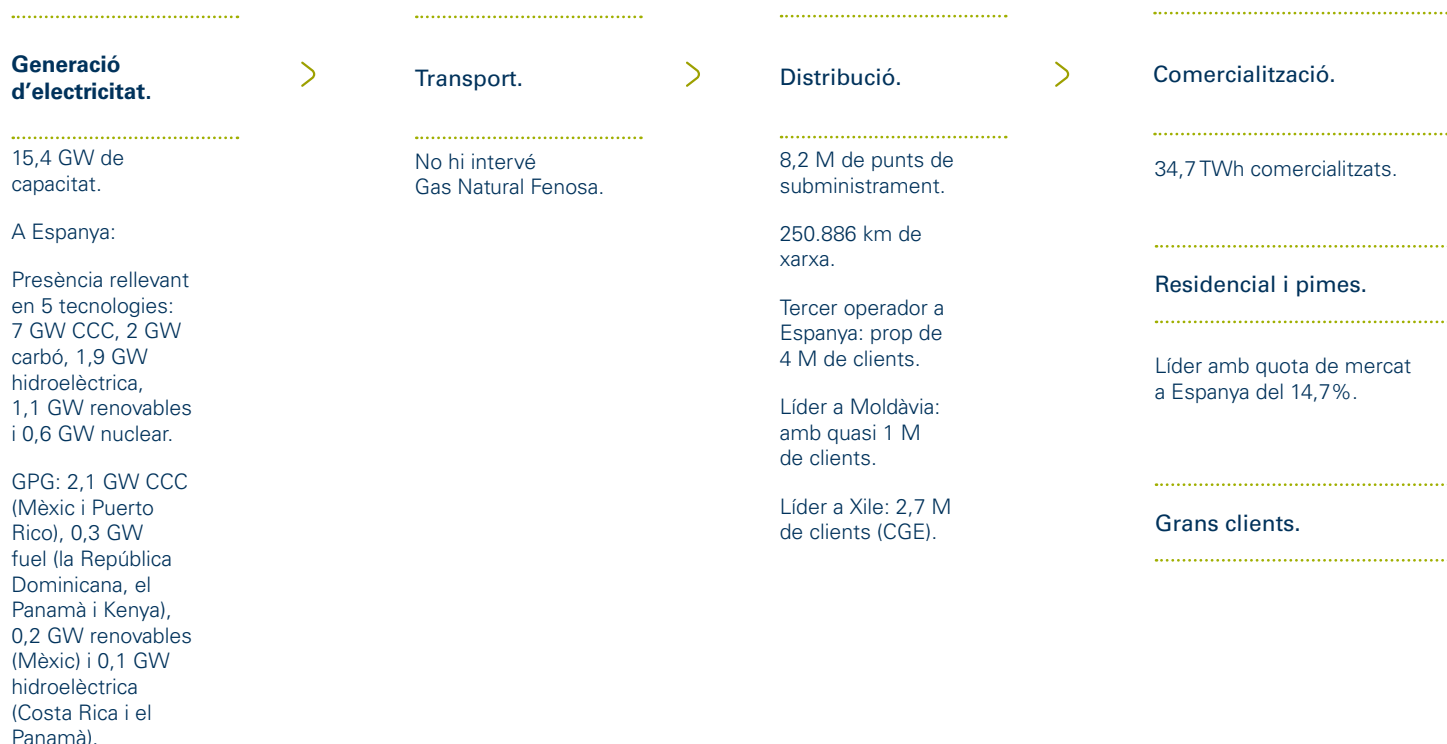 Generació
d’electricitat.
15,4 GW de
capacitat.
A Espanya:
Presència rellevant
en 5 tecnologies:
7 GW CCC, 2 GW
carbó, 1,9 GW
hidroelèctrica,
1,1 GW renovables
i 0,6 GW nuclear.
GPG: 2,1 GW CCC
(Mèxic i Puerto
Rico), 0,3 GW
fuel (la República
Dominicana, el
Panamà i Kenya),
0,2 GW renovables
(Mèxic) i 0,1 GW
hidroelèctrica
(Costa Rica i el
Panamà).
Transport.
No hi intervé
Gas Natural Fenosa.
Distribució.
8,2 M de punts de
subministrament.
250.886 km de
xarxa.
Tercer operador a
Espanya: prop de
4 M de clients.
Líder a Moldàvia:
amb quasi 1 M
de clients.
Líder a Xile: 2,7 M
de clients (CGE).
Comercialització.
34,7 TWh comercialitzats.
Residencial i pimes.
Líder amb quota de mercat
a Espanya del 14,7%.
Grans clients.